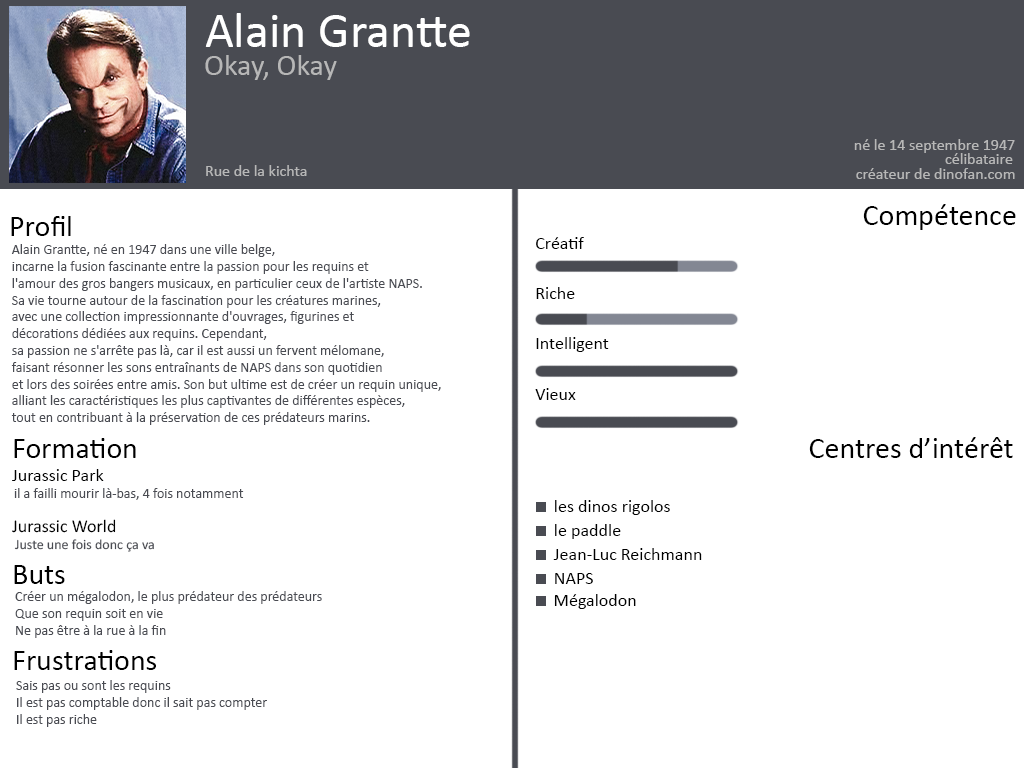 Alain Grantte
Okay, Okay
Rue de la kichta
né le 14 septembre 1947
célibataire
créateur de dinofan.com
Profil
Alain Grantte, né en 1947 dans une ville belge,
incarne la fusion fascinante entre la passion pour les requins et
l'amour des gros bangers musicaux, en particulier ceux de l'artiste NAPS.
Sa vie tourne autour de la fascination pour les créatures marines,
avec une collection impressionnante d'ouvrages, figurines et
décorations dédiées aux requins. Cependant,
sa passion ne s'arrête pas là, car il est aussi un fervent mélomane,
faisant résonner les sons entraînants de NAPS dans son quotidien
et lors des soirées entre amis. Son but ultime est de créer un requin unique,
alliant les caractéristiques les plus captivantes de différentes espèces,
tout en contribuant à la préservation de ces prédateurs marins.
Formation
Jurassic Park
il a failli mourir là-bas, 4 fois notamment
Jurassic World
Juste une fois donc ça va
Buts
Créer un mégalodon, le plus prédateur des prédateurs
Que son requin soit en vie
Ne pas être à la rue à la fin
Frustrations
Sais pas ou sont les requins
Il est pas comptable donc il sait pas compter
Il est pas riche
Compétence
Créatif
Riche
Intelligent
Vieux
Centres d’intérêt
les dinos rigolos
le paddle
Jean-Luc Reichmann
NAPS
Mégalodon